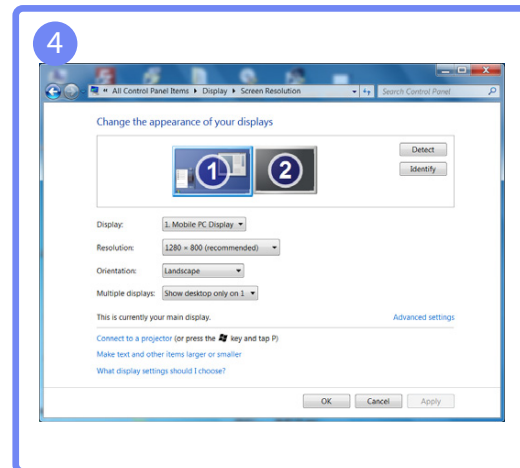 4
« All Control Panel Items ▸ Display ▸ Screen Resolution
Search Control Panel
Change the appearance of your displays
1
2
Detect
Identify
Display: 1. Mobile PC Display
Resolution: 1280 × 800 (recommended)
Orientation: Landscape
Multiple displays: Show desktop only on 1
This is currently your main display. Advanced settings
Connect to a projector (or press the key and tap P)
Make text and other items larger or smaller
What display settings should I choose?
OK Cancel Apply